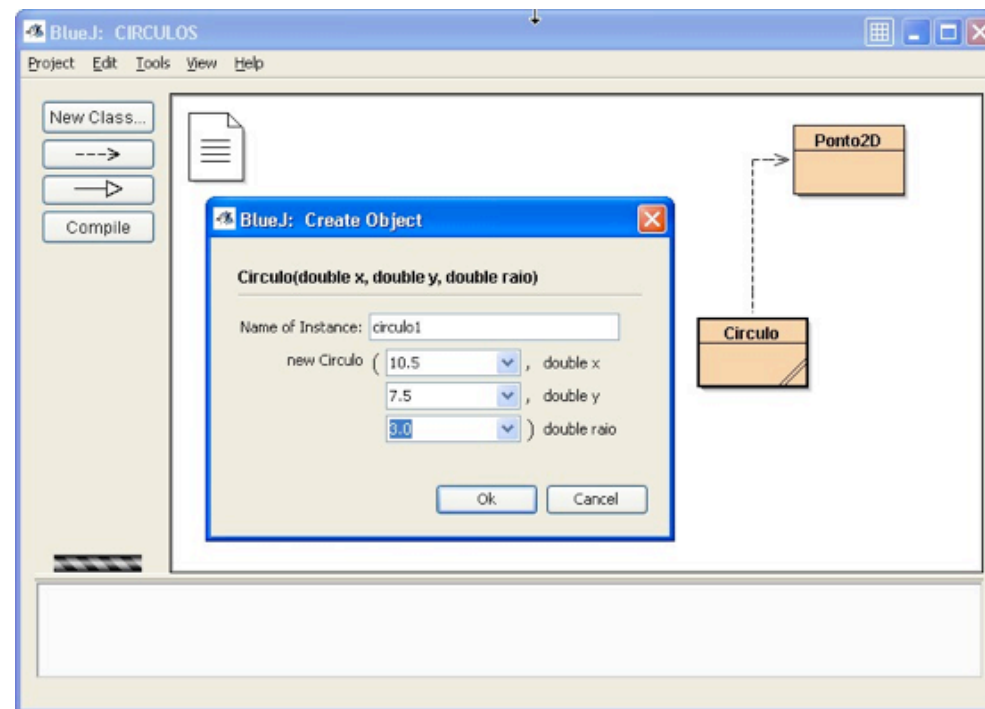 BlueJ: CIRCULOS
Project Edit Tools View Help
New Class...
Compile
Ponto2D
Circulo
BlueJ: Create Object
Circulo(double x, double y, double raio)
Name of Instance: circulo1
new Circulo ( 10.5 , double x
7.5 , double y
3.0 ) double raio
Ok Cancel